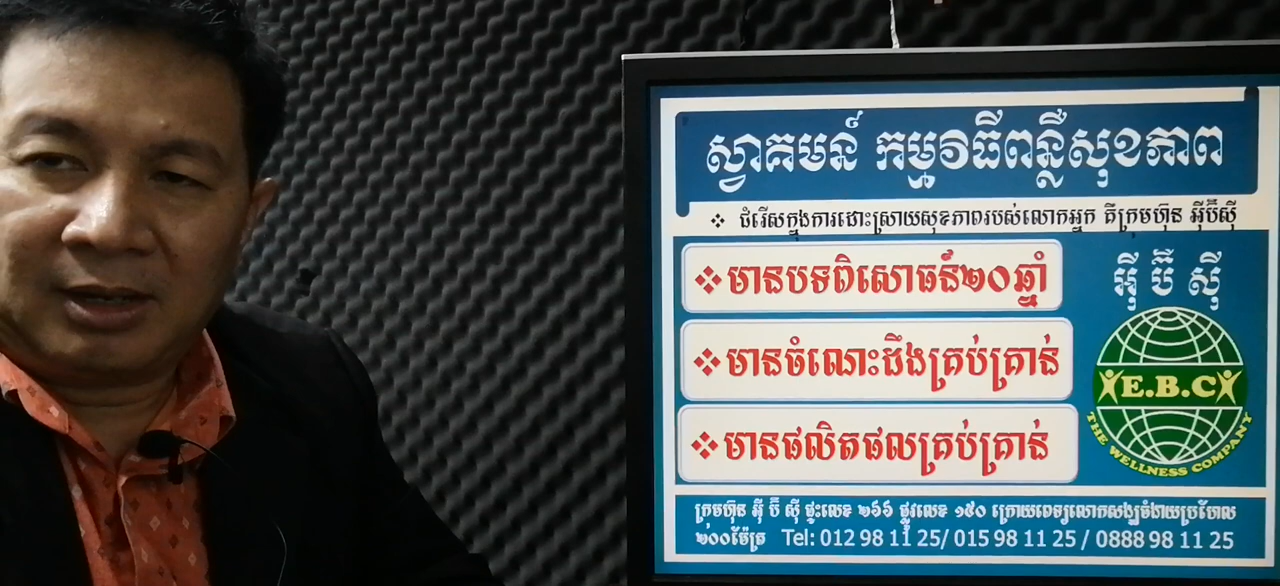 ស្វាគមន៍ កម្មវិធីពន្លឺសុខភាព
❖ ជំរើសក្នុងការដោះស្រាយសុខភាពរបស់លោកអ្នក គឺក្រុមហ៊ុន អ៊ីប៊ីស៊ី
❖មានបទពិសោធន៍២០ឆ្នាំ
❖មានចំណេះដឹងគ្រប់គ្រាន់
❖មានផលិតផលគ្រប់គ្រាន់
អ៊ី ប៊ី ស៊ី
E.B.C
THE WELLNESS COMPANY
ក្រុមហ៊ុន អ៊ី ប៊ី ស៊ី ផ្ទះលេខ ២៦៦ ផ្លូវលេខ ១៥០ ក្រោយពេទ្យលោកសង្ឃចំងាយប្រហែល
២០០ម៉ែត្រ Tel: 012 98 11 25/ 015 98 11 25 / 0888 98 11 25